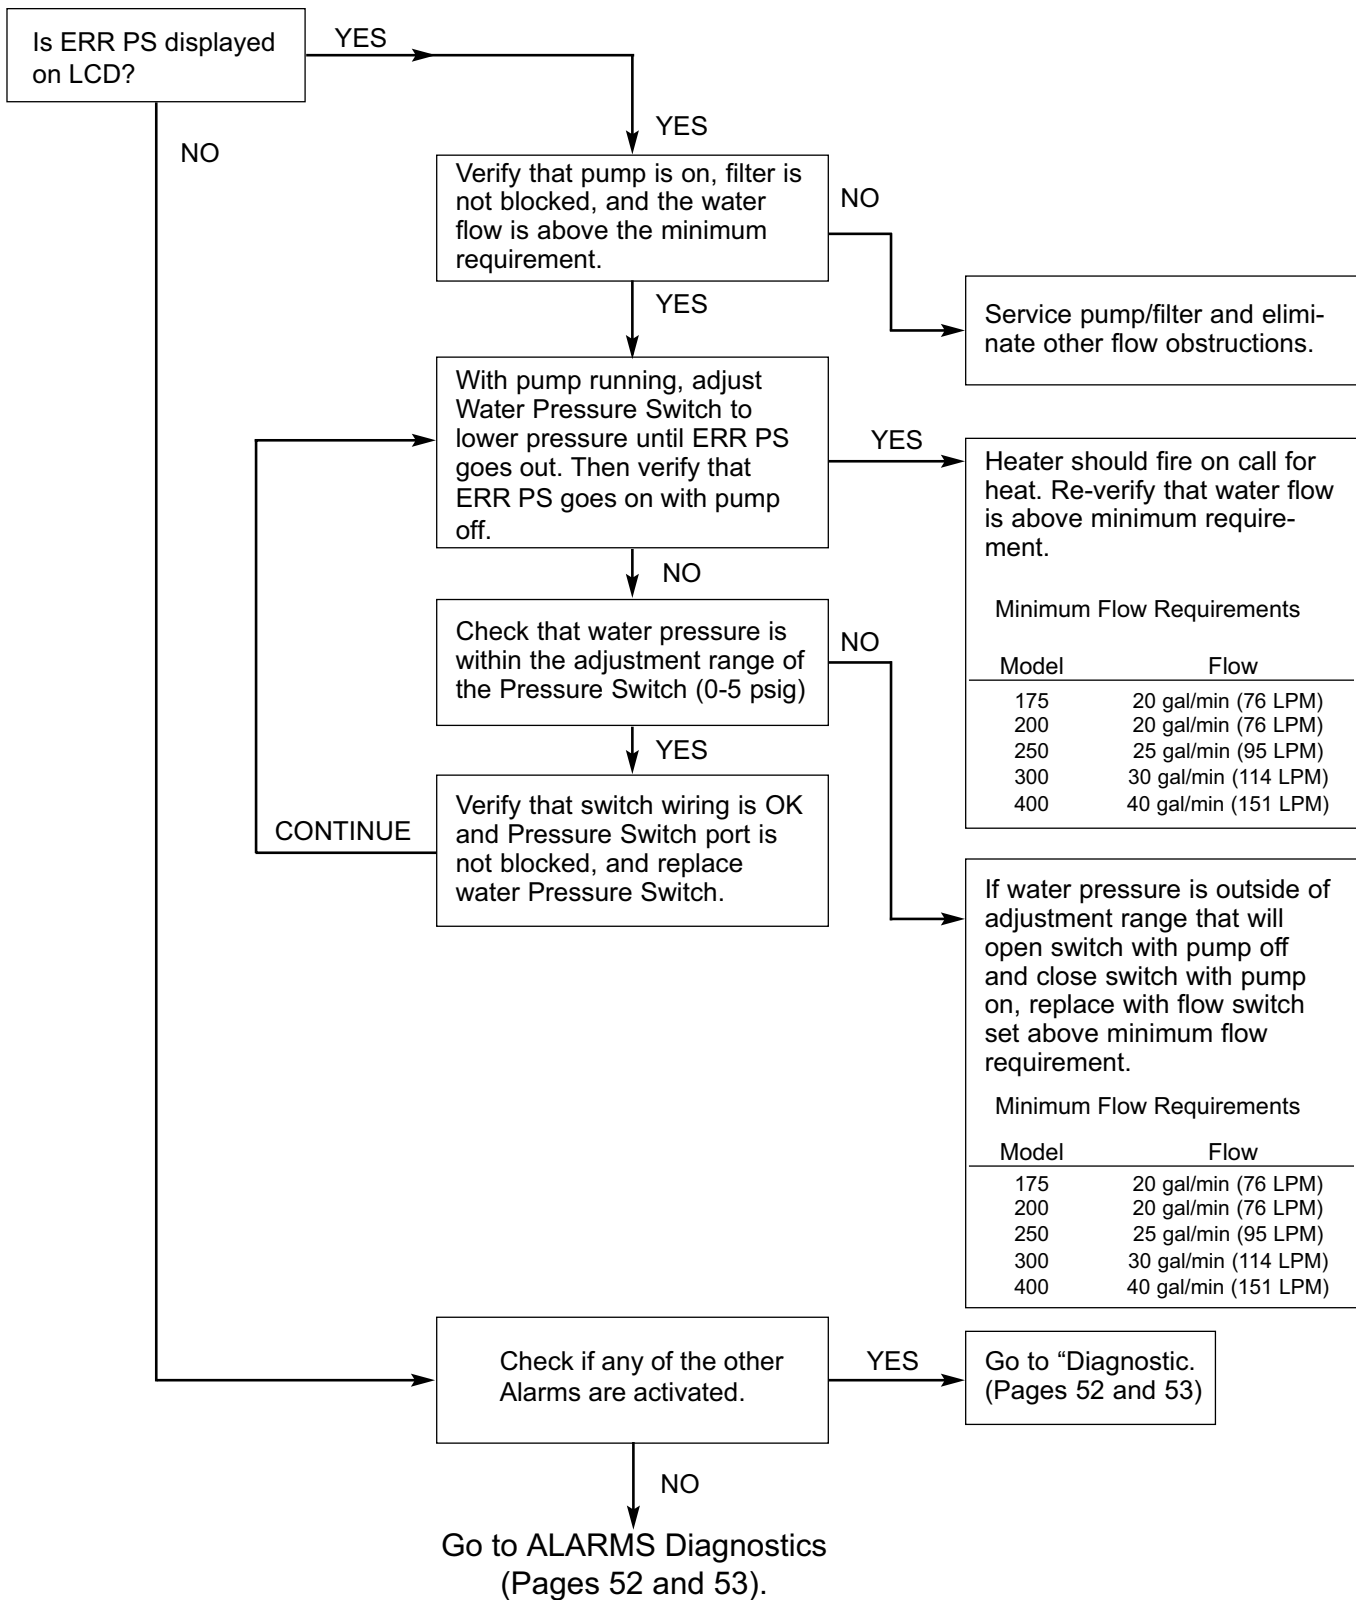 Is ERR PS displayed
on LCD?
YES
NO
YES
Verify that pump is on, filter is
not blocked, and the water
flow is above the minimum
requirement.
NO
Service pump/filter and elimi-
nate other flow obstructions.
YES
With pump running, adjust
Water Pressure Switch to
lower pressure until ERR PS
goes out. Then verify that
ERR PS goes on with pump
off.
YES
Heater should fire on call for
heat. Re-verify that water flow
is above minimum require-
ment.
Minimum Flow Requirements
Model Flow
175 20 gal/min (76 LPM)
200 20 gal/min (76 LPM)
250 25 gal/min (95 LPM)
300 30 gal/min (114 LPM)
400 40 gal/min (151 LPM)
NO
Check that water pressure is
within the adjustment range of
the Pressure Switch (0-5 psig)
NO
If water pressure is outside of
adjustment range that will
open switch with pump off
and close switch with pump
on, replace with flow switch
set above minimum flow
requirement.
Minimum Flow Requirements
Model Flow
175 20 gal/min (76 LPM)
200 20 gal/min (76 LPM)
250 25 gal/min (95 LPM)
300 30 gal/min (114 LPM)
400 40 gal/min (151 LPM)
YES
Verify that switch wiring is OK
and Pressure Switch port is
not blocked, and replace
water Pressure Switch.
CONTINUE
Check if any of the other
Alarms are activated.
YES
Go to “Diagnostic.
(Pages 52 and 53)
NO
Go to ALARMS Diagnostics
(Pages 52 and 53).